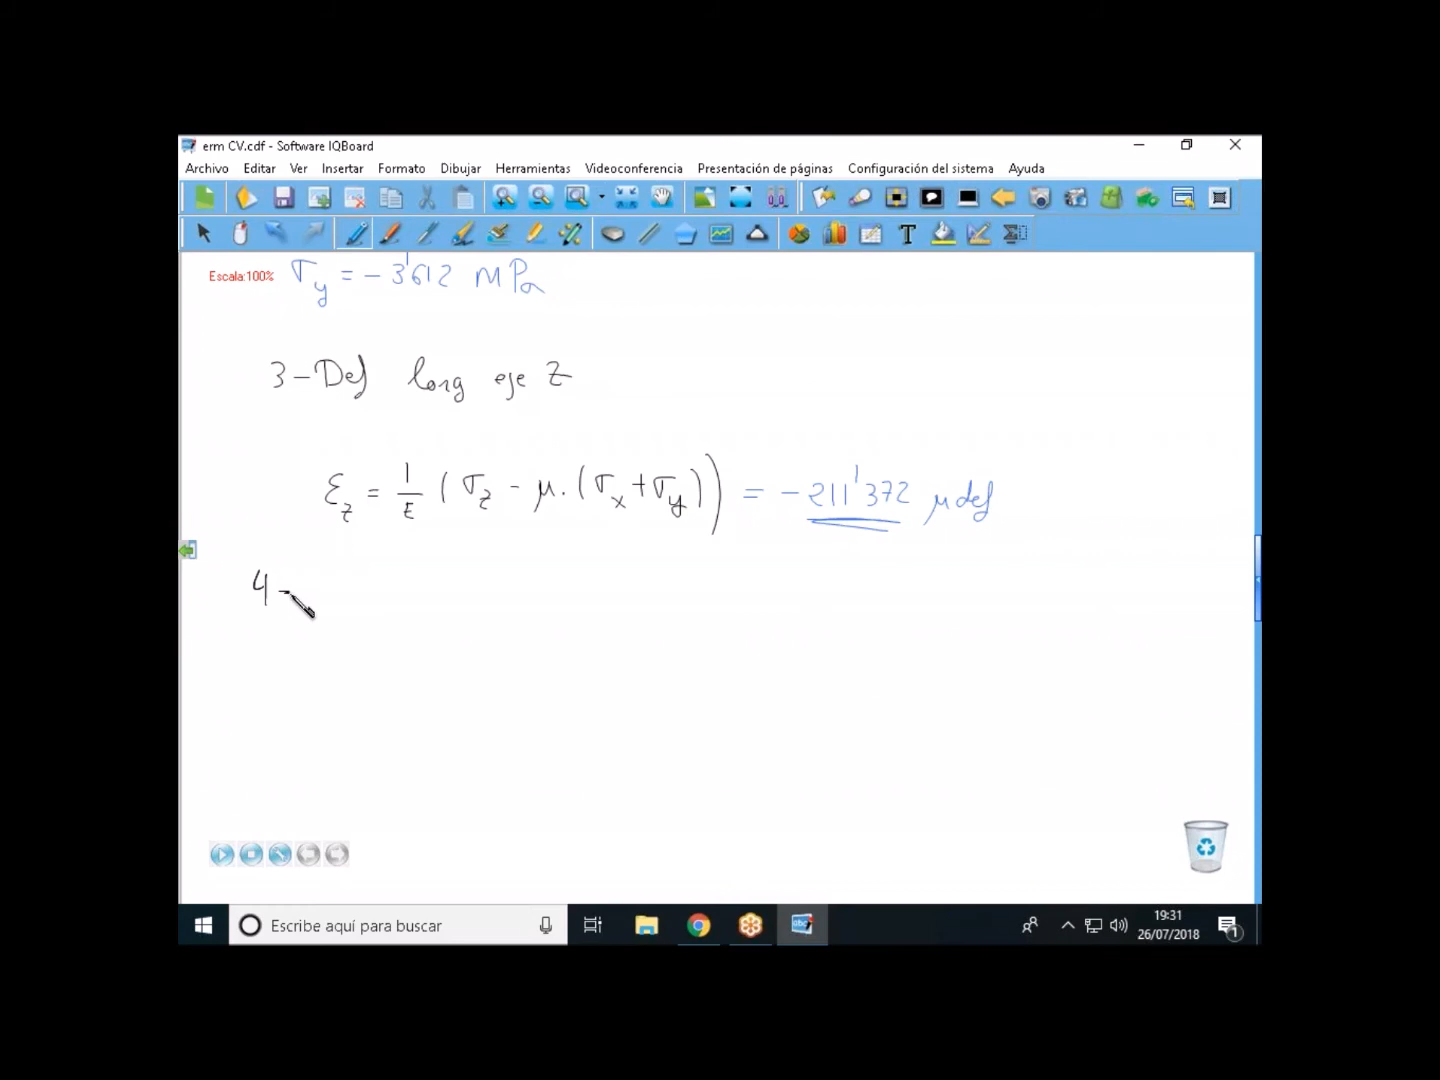 erm CV.cdf - Software IQBoard
Archivo Editar Ver Insertar Formato Dibujar Herramientas Videoconferencia Presentación de páginas Configuración del sistema Ayuda
Escala:100% σy = - 3'612 MPa
3-Def long eje Z
εz = 1/E (σz - μ.(σx+σy)) = -211'372 μdef
4-
Escribe aquí para buscar
19:31
26/07/2018
1